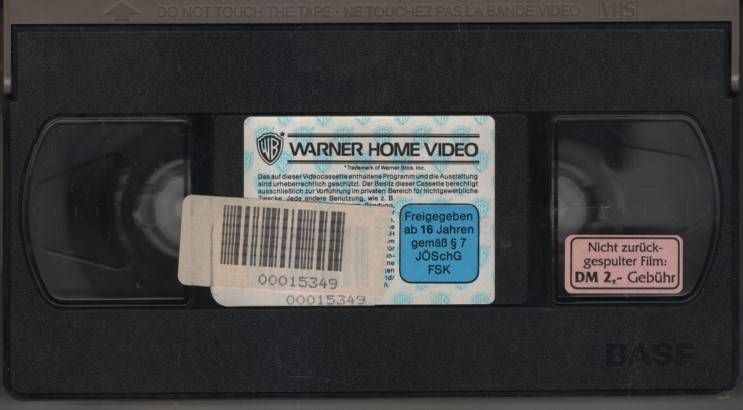 DO NOT TOUCH THE TAPE - NE TOUCHEZ PAS LA BANDE VIDEO VHS
WB
WARNER HOME VIDEO
*Trademark of Warner Bros. Inc.
Das auf dieser Videocassette enthaltene Programm und die Ausstattung
sind urheberrechtlich geschützt. Der Besitz dieser Cassette berechtigt
ausschließlich zur Vorführung im privaten Bereich für nichtgewerbliche
Zwecke. Jede andere Benutzung, wie z. B.
00015349
00015349
Freigegeben
ab 16 Jahren
gemäß § 7
JÖSchG
FSK
Nicht zurück-
gespulter Film:
DM 2,- Gebühr
BASF